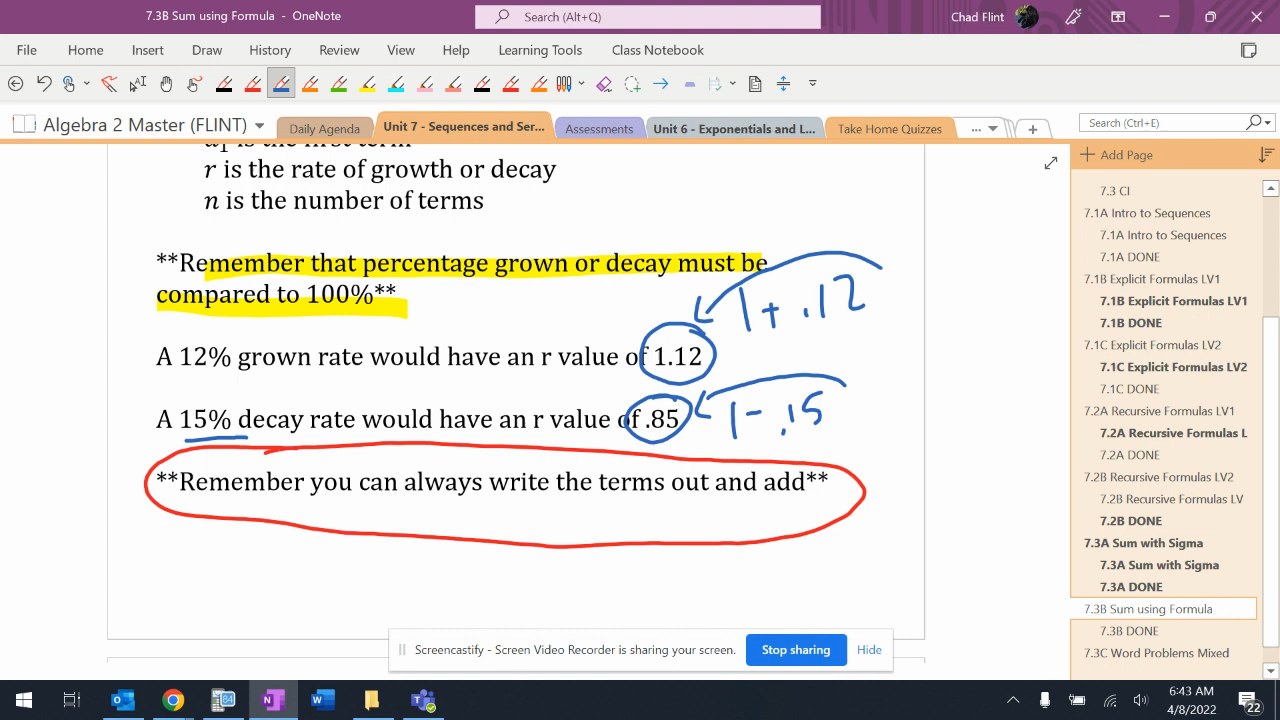 7.3B Sum using Formula - OneNote
Search (Alt+Q)
Chad Flint
File Home Insert Draw History Review View Help Learning Tools Class Notebook
Algebra 2 Master (FLINT)
Daily Agenda
Unit 7 - Sequences and Ser...
Assessments
Unit 6 - Exponentials and L...
Take Home Quizzes
...
Search (Ctrl+E)
is the first term
r is the rate of growth or decay
n is the number of terms
**Remember that percentage grown or decay must be
compared to 100%**
1 + .12
A 12% grown rate would have an r value of 1.12
A 15% decay rate would have an r value of .85
1 - .15
**Remember you can always write the terms out and add**
Add Page
7.3 CI
7.1A Intro to Sequences
7.1A Intro to Sequences
7.1A DONE
7.1B Explicit Formulas LV1
7.1B Explicit Formulas LV1
7.1B DONE
7.1C Explicit Formulas LV2
7.1C Explicit Formulas LV2
7.1C DONE
7.2A Recursive Formulas LV1
7.2A Recursive Formulas L
7.2A DONE
7.2B Recursive Formulas LV2
7.2B Recursive Formulas LV
7.2B DONE
7.3A Sum with Sigma
7.3A Sum with Sigma
7.3A DONE
7.3B Sum using Formula
7.3B DONE
7.3C Word Problems Mixed
Screencastify - Screen Video Recorder is sharing your screen.
Stop sharing
Hide
84
6:43 AM
4/8/2022
22